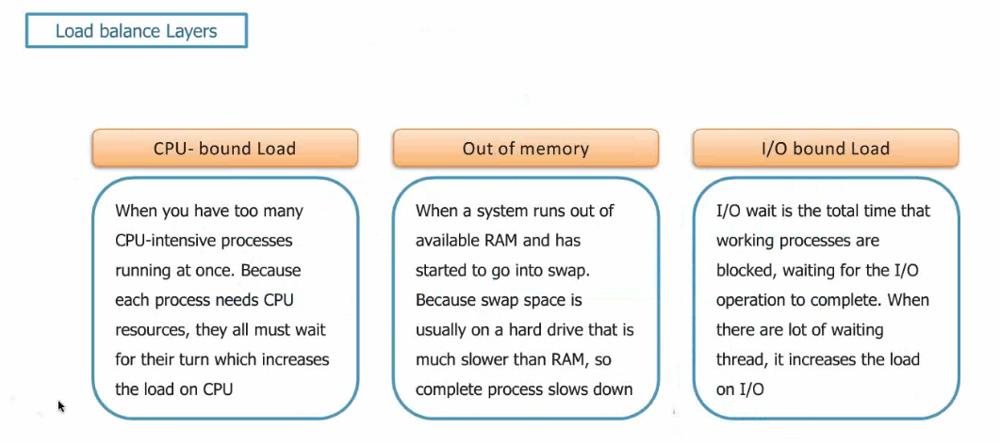 Load balance Layers
CPU- bound Load
When you have too many
CPU-intensive processes
running at once. Because
each process needs CPU
resources, they all must wait
for their turn which increases
the load on CPU
Out of memory
When a system runs out of
available RAM and has
started to go into swap.
Because swap space is
usually on a hard drive that is
much slower than RAM, so
complete process slows down
I/O bound Load
I/O wait is the total time that
working processes are
blocked, waiting for the I/O
operation to complete. When
there are lot of waiting
thread, it increases the load
on I/O